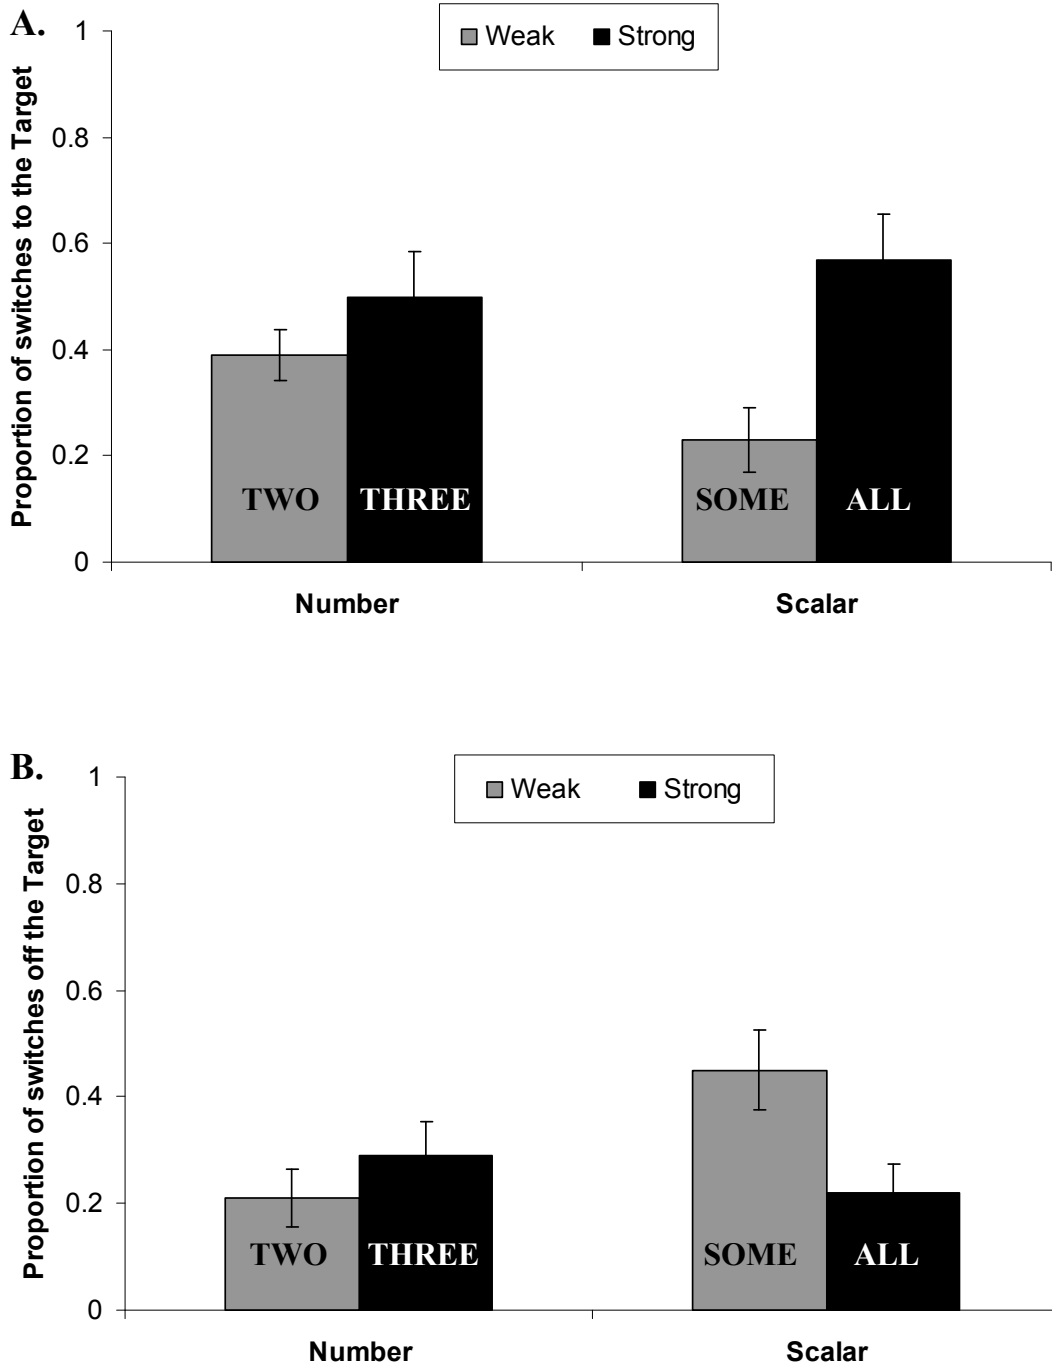 A.
Weak Strong
Proportion of switches to the Target
1
0.8
0.6
0.4
0.2
0
TWO THREE SOME ALL
Number Scalar
B.
Weak Strong
Proportion of switches off the Target
1
0.8
0.6
0.4
0.2
0
TWO THREE SOME ALL
Number Scalar